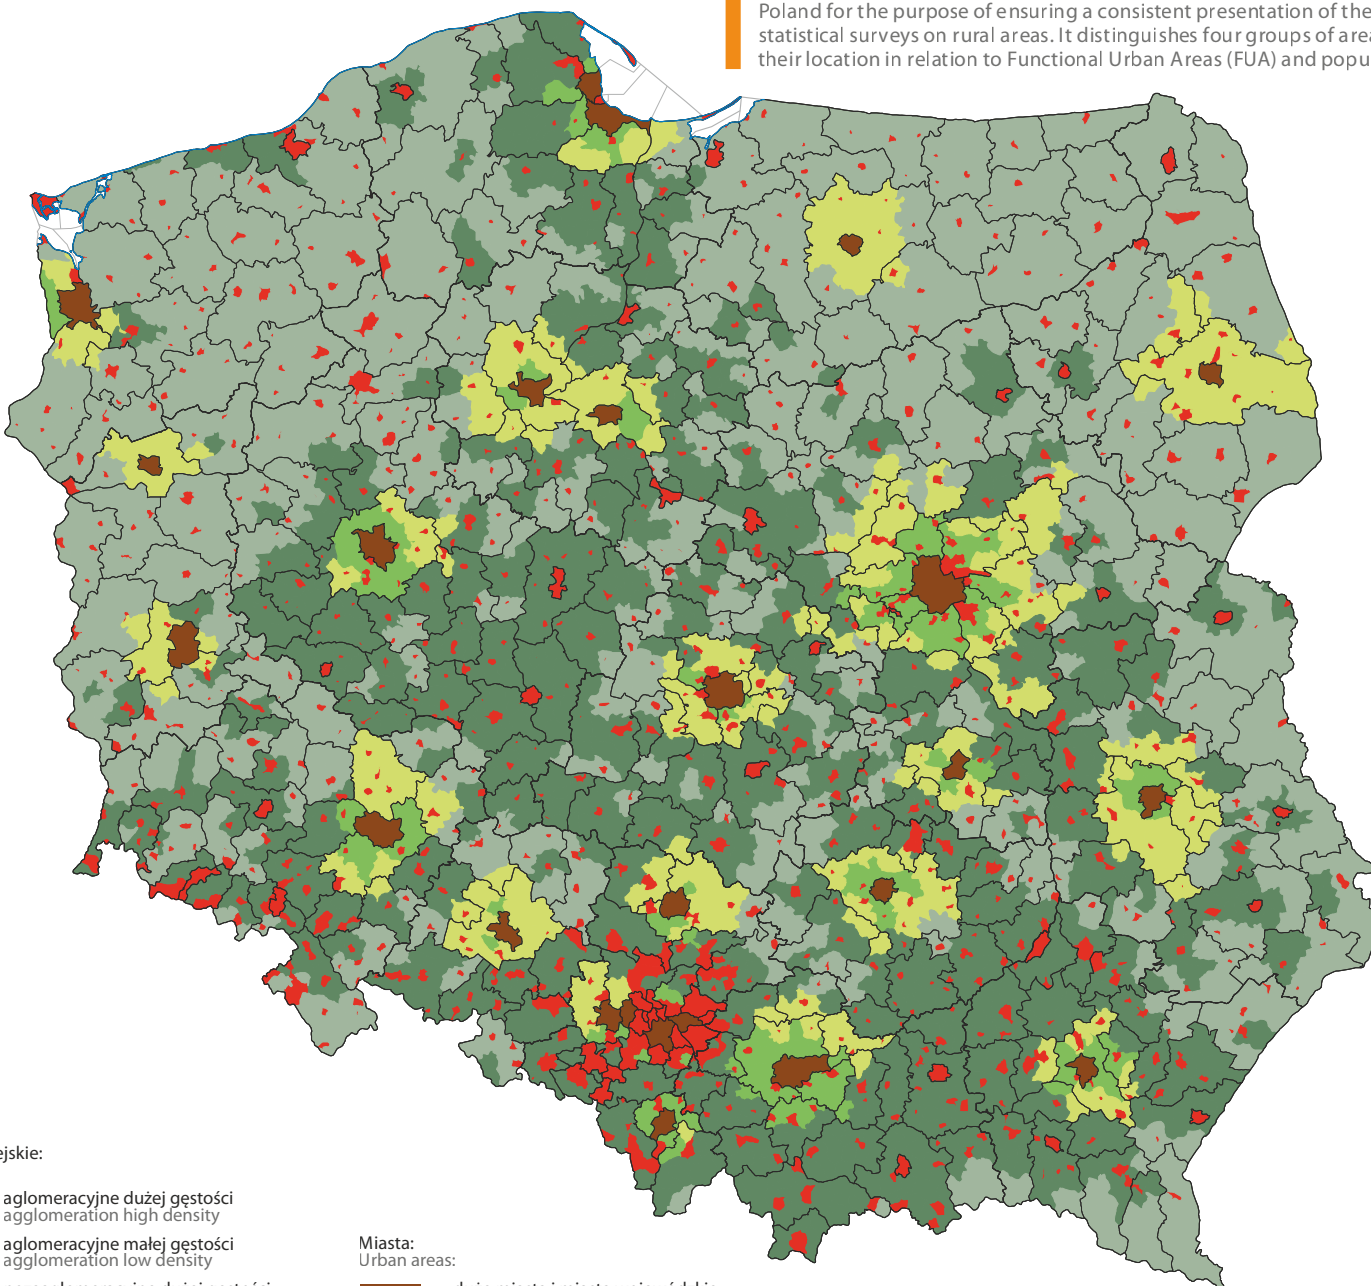 Poland for the purpose of ensuring a consistent presentation of the
statistical surveys on rural areas. It distinguishes four groups of area
their location in relation to Functional Urban Areas (FUA) and popu
ejskie:
aglomeracyjne dużej gęstości
agglomeration high density
aglomeracyjne małej gęstości
agglomeration low density
Miasta:
Urban areas: